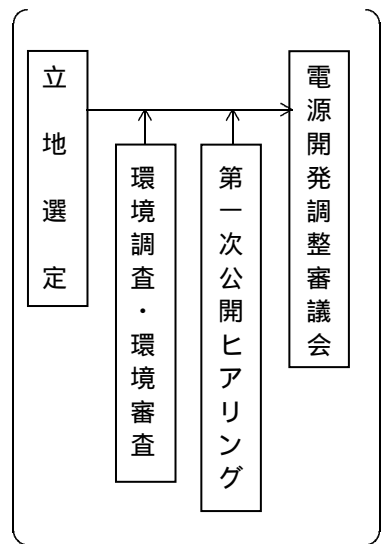 立地選定
環境調査・環境審査
第一次公開ヒアリング
電源開発調整審議会